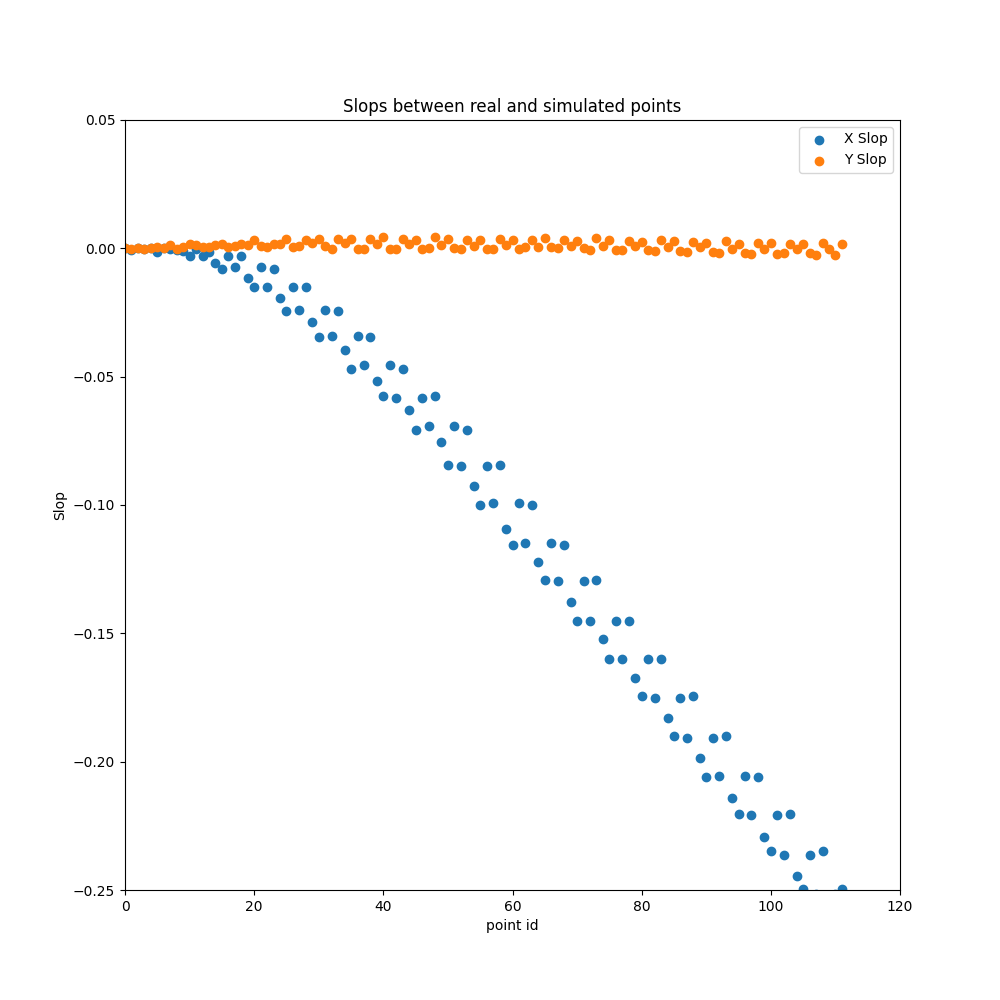 Slops between real and simulated points
X Slop
Y Slop
0.05
0.00
−0.05
−0.10
−0.15
−0.20
−0.25
Slop
0 20 40 60 80 100 120
point id